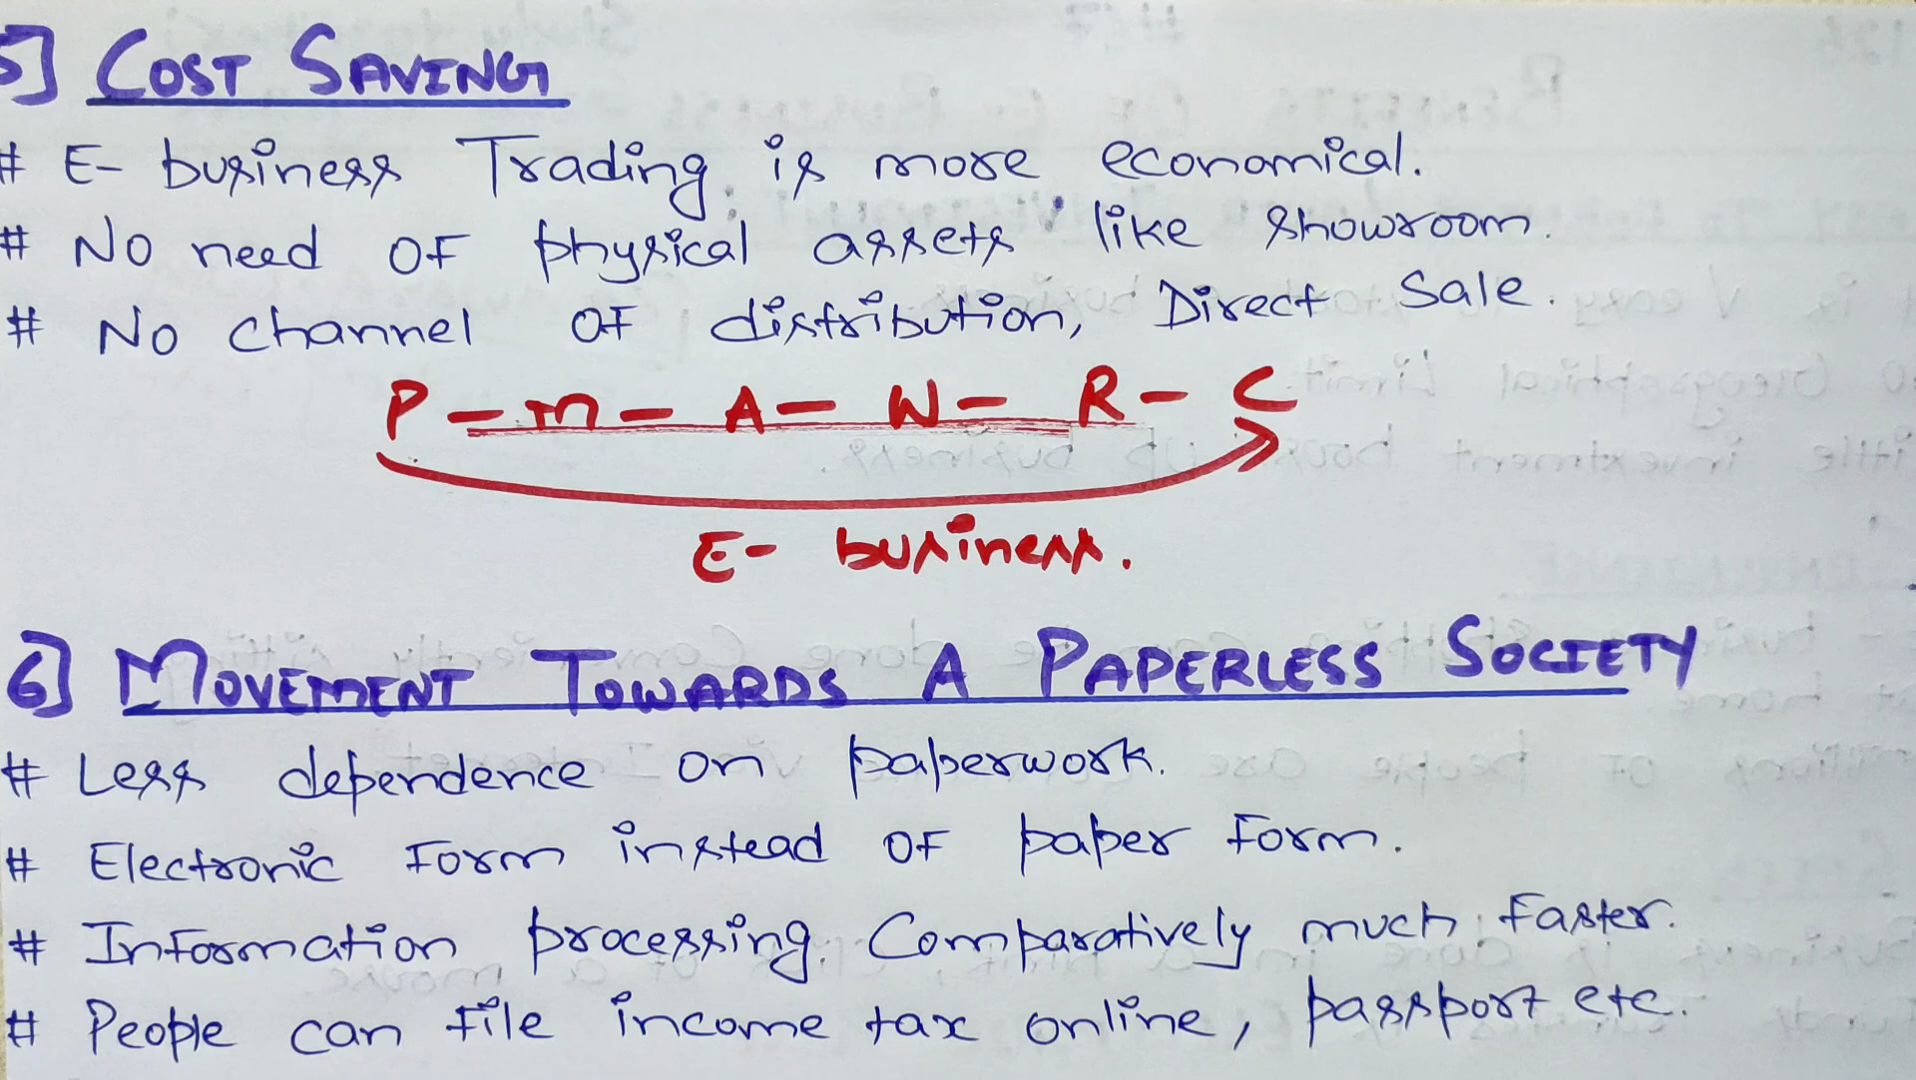 5] COST SAVING
# E- business Trading is more economical.
# No need of physical assets like showroom.
# No channel of distribution, Direct sale.
P - m - A - W - R - C
E- business.
6] MOVEMENT TOWARDS A PAPERLESS SOCIETY
# Less dependence on paperwork.
# Electronic form instead of paper form.
# Information processing comparatively much faster.
# People can file income tax online, passport etc.